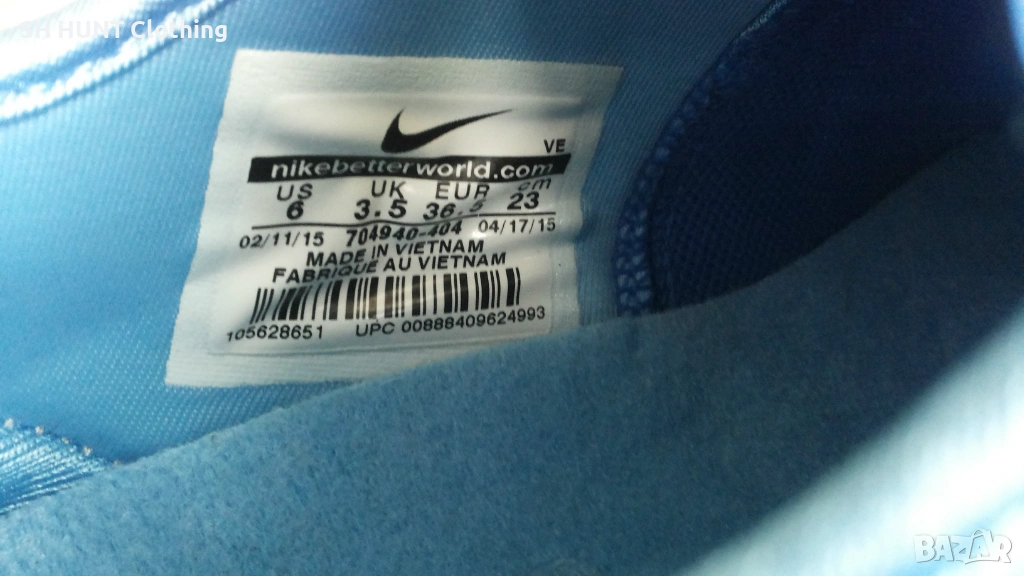 SH HUNT Clothing
VE
nikebetterworld.com
US UK EUR cm
6 3.5 36.5 23
02/11/15 704940-404 04/17/15
MADE IN VIETNAM
FABRIQUE AU VIETNAM
105628651 UPC 00888409624993
BAZAR